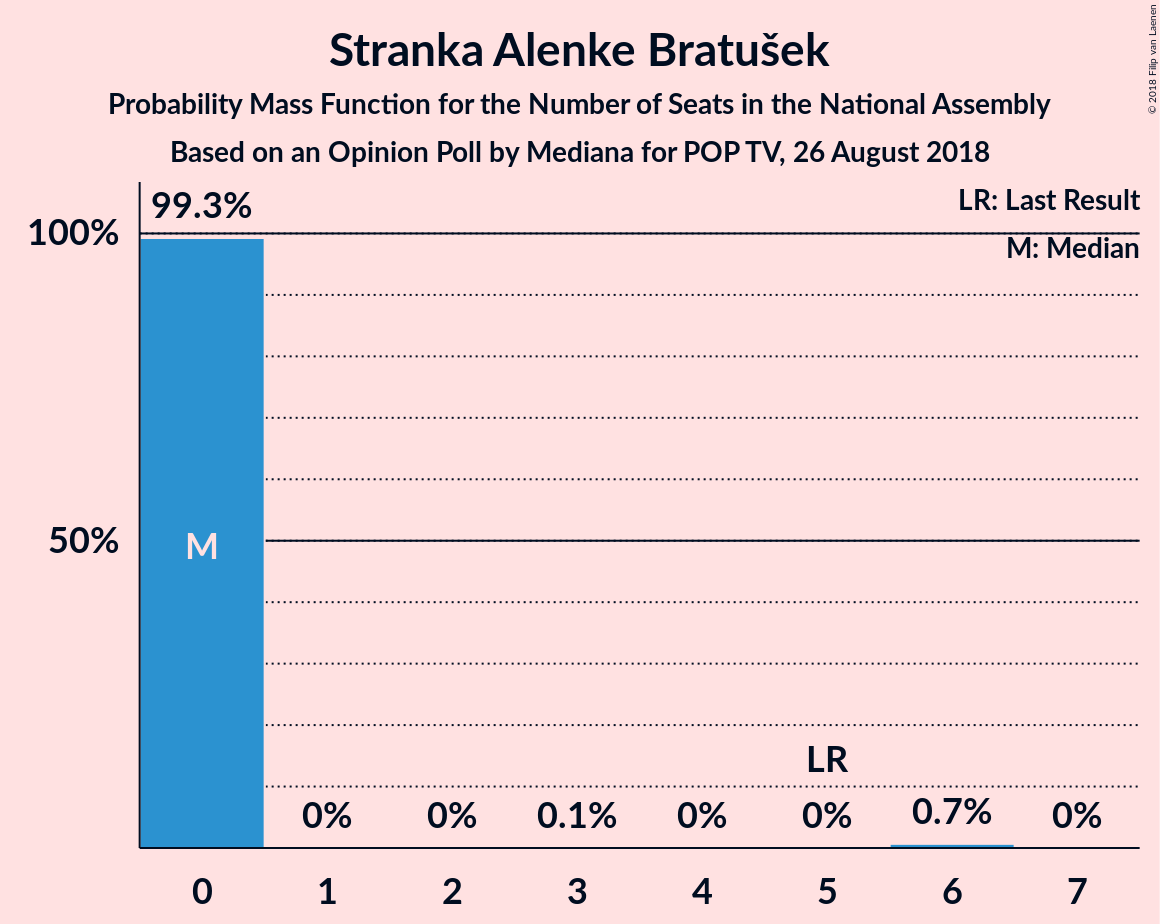 Stranka Alenke Bratušek
Probability Mass Function for the Number of Seats in the National Assembly
Based on an Opinion Poll by Mediana for POP TV, 26 August 2018
© 2018 Filip van Laenen
LR: Last Result
M: Median
99.3%
100%
50%
M
LR
0%
0%
0.1%
0%
0%
0.7%
0%
0 1 2 3 4 5 6 7